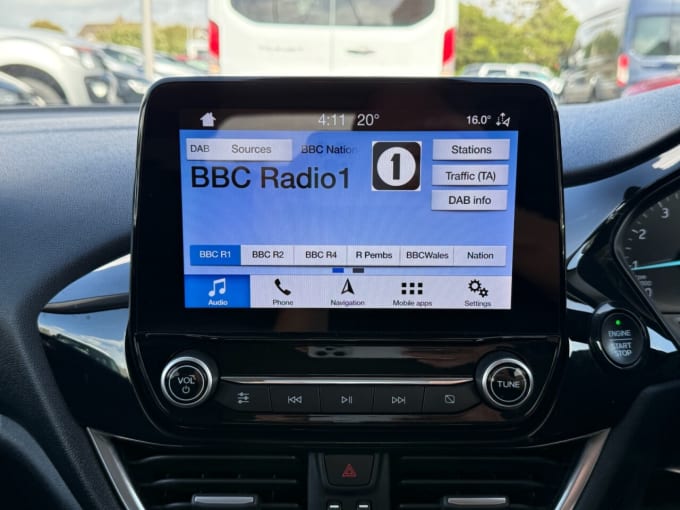 4:11 20° 16.0°
DAB Sources BBC Nation Stations
BBC Radio1
1
Traffic (TA)
DAB info
BBC R1 BBC R2 BBC R4 R Pembs BBCWales Nation
Audio Phone Navigation Mobile apps Settings
VOL
TUNE
ENGINE
START
STOP